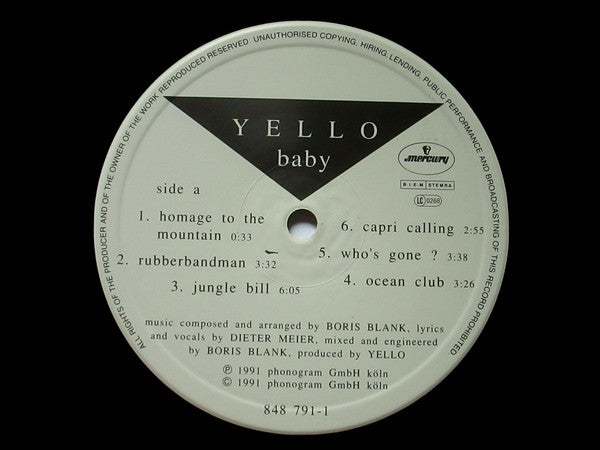 ALL RIGHTS OF THE PRODUCER AND OF THE OWNER OF THE WORK REPRODUCED RESERVED. UNAUTHORISED COPYING, HIRING, LENDING, PUBLIC PERFORMANCE AND BROADCASTING OF THIS RECORD PROHIBITED
YELLO
baby
mercury
BIEM STEMRA
LC 0268
side a
1. homage to the
mountain 0:33
2. rubberbandman 3:32
3. jungle bill 6:05
4. ocean club 3:26
5. who's gone ? 3:38
6. capri calling 2:55
music composed and arranged by BORIS BLANK, lyrics
and vocals by DIETER MEIER, mixed and engineered
by BORIS BLANK, produced by YELLO
℗ 1991 phonogram GmbH köln
© 1991 phonogram GmbH köln
848 791-1